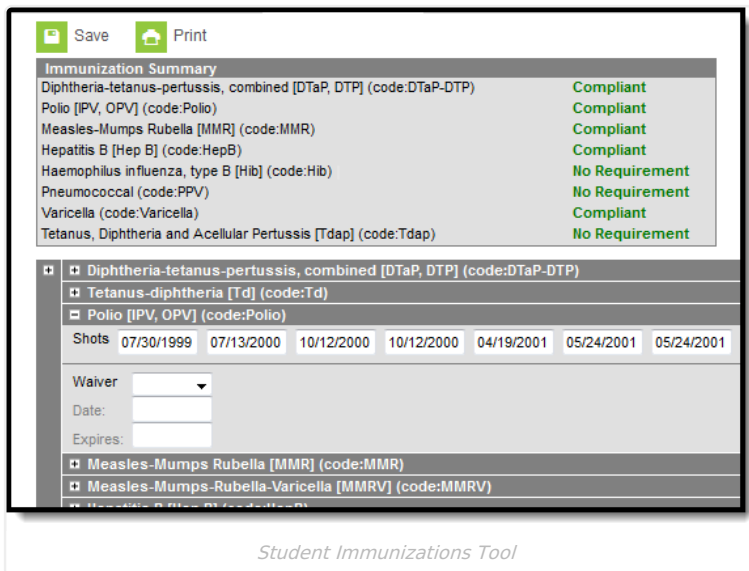 Save Print
Immunization Summary
Diphtheria-tetanus-pertussis, combined [DTaP, DTP] (code:DTaP-DTP) Compliant
Polio [IPV, OPV] (code:Polio) Compliant
Measles-Mumps Rubella [MMR] (code:MMR) Compliant
Hepatitis B [Hep B] (code:HepB) Compliant
Haemophilus influenza, type B [Hib] (code:Hib) No Requirement
Pneumococcal (code:PPV) No Requirement
Varicella (code:Varicella) Compliant
Tetanus, Diphtheria and Acellular Pertussis [Tdap] (code:Tdap) No Requirement
Diphtheria-tetanus-pertussis, combined [DTaP, DTP] (code:DTaP-DTP)
Tetanus-diphtheria [Td] (code:Td)
Polio [IPV, OPV] (code:Polio)
Shots 07/30/1999 07/13/2000 10/12/2000 10/12/2000 04/19/2001 05/24/2001 05/24/2001
Waiver
Date:
Expires:
Measles-Mumps Rubella [MMR] (code:MMR)
Measles-Mumps-Rubella-Varicella [MMRV] (code:MMRV)
Student Immunizations Tool